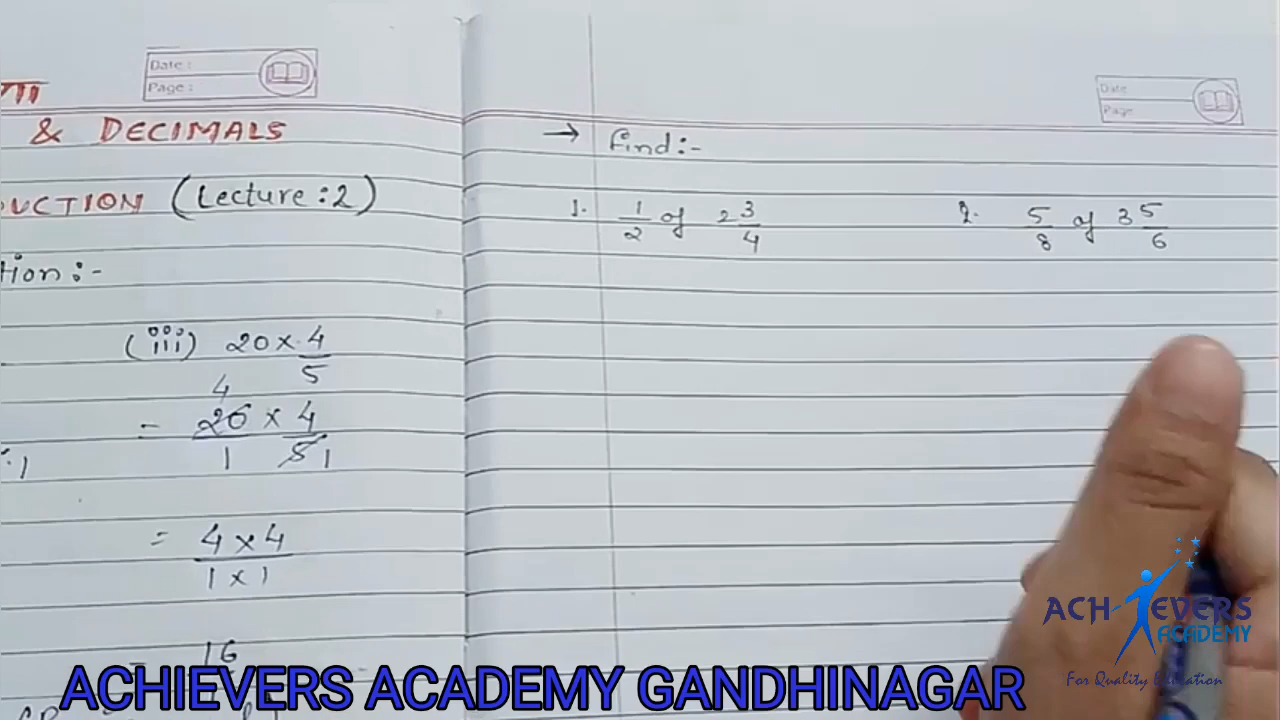 Date :
Page :
& DECIMALS
UCTION (Lecture : 2)
tion :-
(iii) 20 × 4/5
4
= 20/1 × 4/5 1
= 4 × 4 / 1 × 1
= 16
Date
Page
→ find :-
1. 1/2 of 2 3/4
2. 5/8 of 3 5/6
ACHIEVERS
ACADEMY
For Quality Education
ACHIEVERS ACADEMY GANDHINAGAR